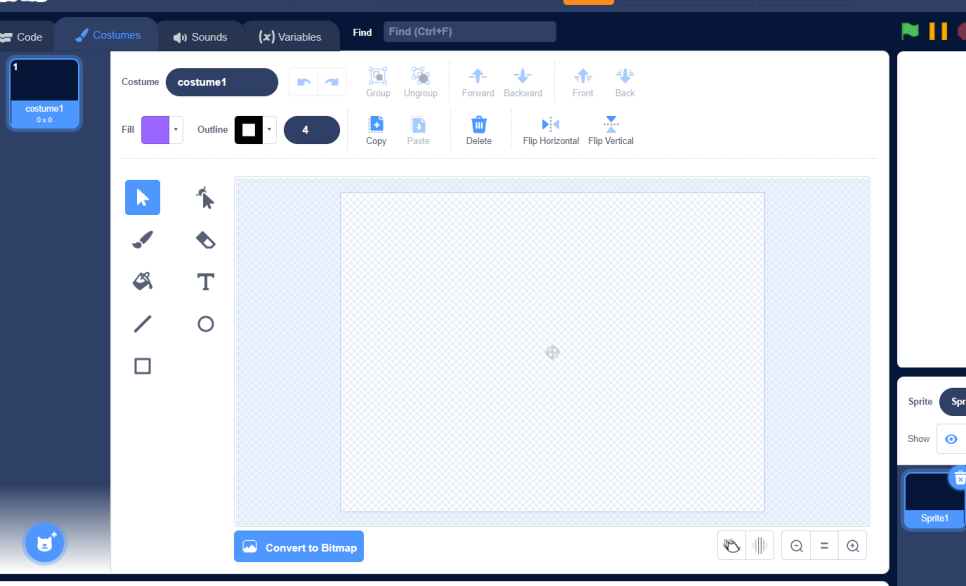 Code
Costumes
Sounds
(x) Variables
Find
Find (Ctrl+F)
1
costume1
0 x 0
Costume
costume1
Group
Ungroup
Forward
Backward
Front
Back
Fill
Outline
4
Copy
Paste
Delete
Flip Horizontal
Flip Vertical
T
Convert to Bitmap
Sprite
Spr
Show
Sprite1